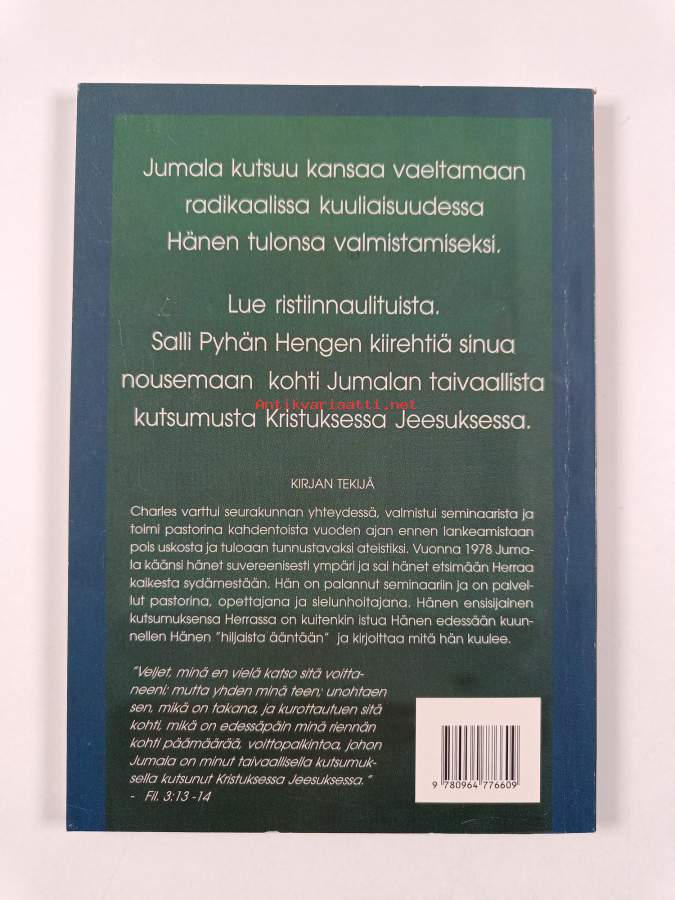 Jumala kutsuu kansaa vaeltamaan
radikaalissa kuuliaisuudessa
Hänen tulonsa valmistamiseksi.
Lue ristiinnaulituista.
Salli Pyhän Hengen kiirehtiä sinua
nousemaan kohti Jumalan taivaallista
Antikvariaatti.net
kutsumusta Kristuksessa Jeesuksessa.
KIRJAN TEKIJÄ
Charles varttui seurakunnan yhteydessä, valmistui seminaarista ja
toimi pastorina kahdentoista vuoden ajan ennen lankeamistaan
pois uskosta ja tuloaan tunnustavaksi ateistiksi. Vuonna 1978 Juma-
la käänsi hänet suvereenisesti ympäri ja sai hänet etsimään Herraa
kaikesta sydämestään. Hän on palannut seminaariin ja on palvel-
lut pastorina, opettajana ja sielunhoitajana. Hänen ensisijainen
kutsumuksensa Herrassa on kuitenkin istua Hänen edessään kuun-
nellen Hänen "hiljaista ääntään" ja kirjoittaa mitä hän kuulee.
"Veljet, minä en vielä katso sitä voitta-
neeni; mutta yhden minä teen; unohtaen
sen, mikä on takana, ja kurottautuen sitä
kohti, mikä on edessäpäin minä riennän
kohti päämäärää, voittopalkintoa, johon
Jumala on minut taivaallisella kutsumuk-
sella kutsunut Kristuksessa Jeesuksessa."
- Fil. 3:13 -14
9 780964 776609